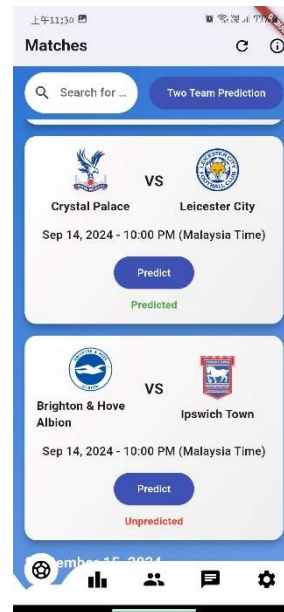 上午11:30
Matches
Search for ...
Two Team Prediction
VS
Crystal Palace
Leicester City
Sep 14, 2024 - 10:00 PM (Malaysia Time)
Predict
Predicted
VS
Brighton & Hove
Albion
Ipswich Town
Sep 14, 2024 - 10:00 PM (Malaysia Time)
Predict
Unpredicted
15, 2024